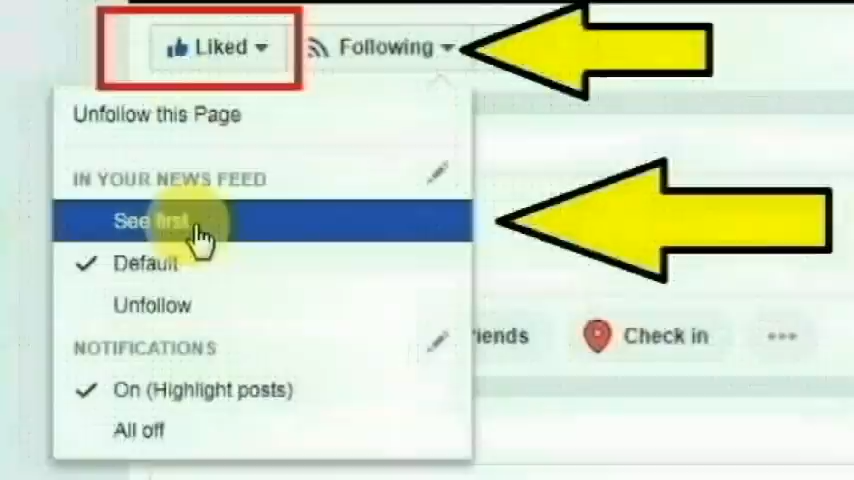 Liked
Following
Unfollow this Page
IN YOUR NEWS FEED
See first
Default
Unfollow
iends
Check in
NOTIFICATIONS
On (Highlight posts)
All off